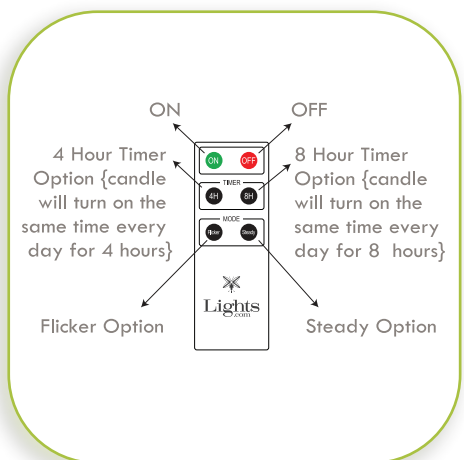 ON
OFF
4 Hour Timer
Option {candle
will turn on the
same time every
day for 4 hours}
8 Hour Timer
Option {candle
will turn on the
same time every
day for 8 hours}
ON
OFF
TIMER
4H
8H
MODE
Flicker
Steady
Lights
.com
Flicker Option
Steady Option